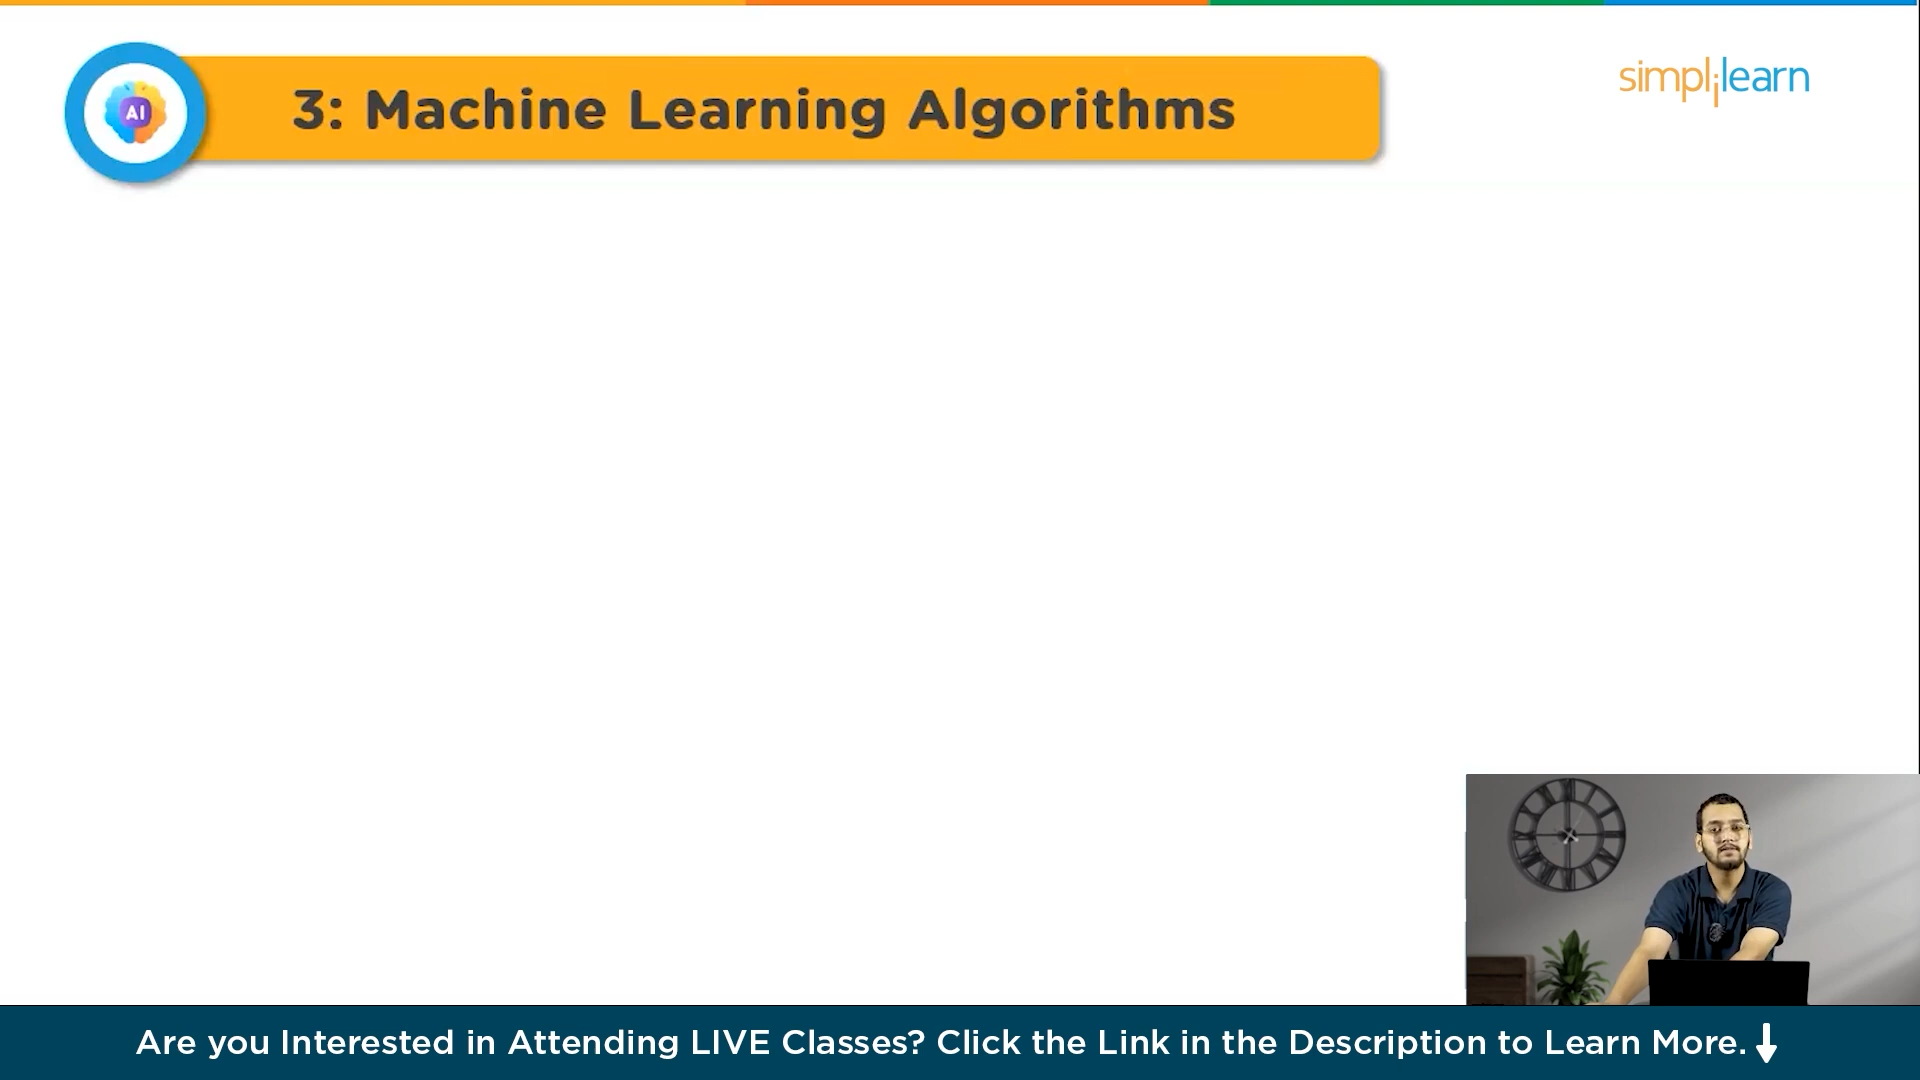 AI
3: Machine Learning Algorithms
simplilearn
Are you Interested in Attending LIVE Classes? Click the Link in the Description to Learn More.